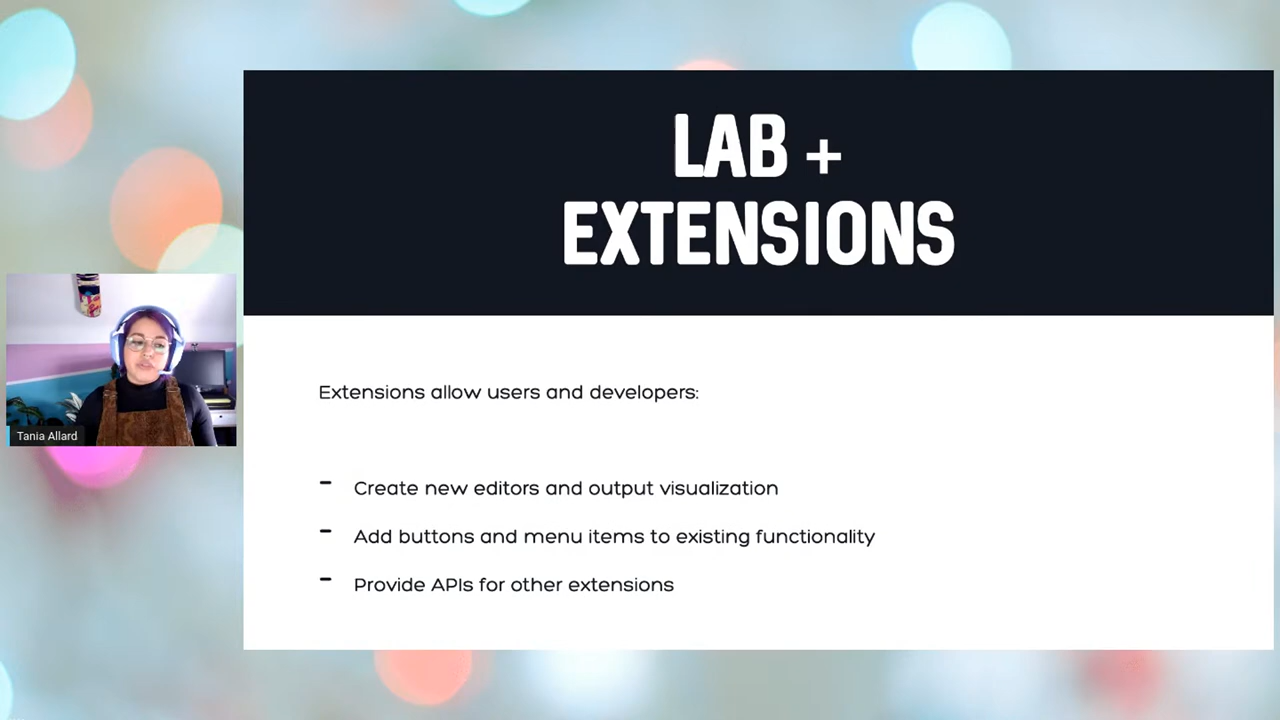 LAB +
EXTENSIONS
Extensions allow users and developers:
- Create new editors and output visualization
- Add buttons and menu items to existing functionality
- Provide APIs for other extensions
Tania Allard